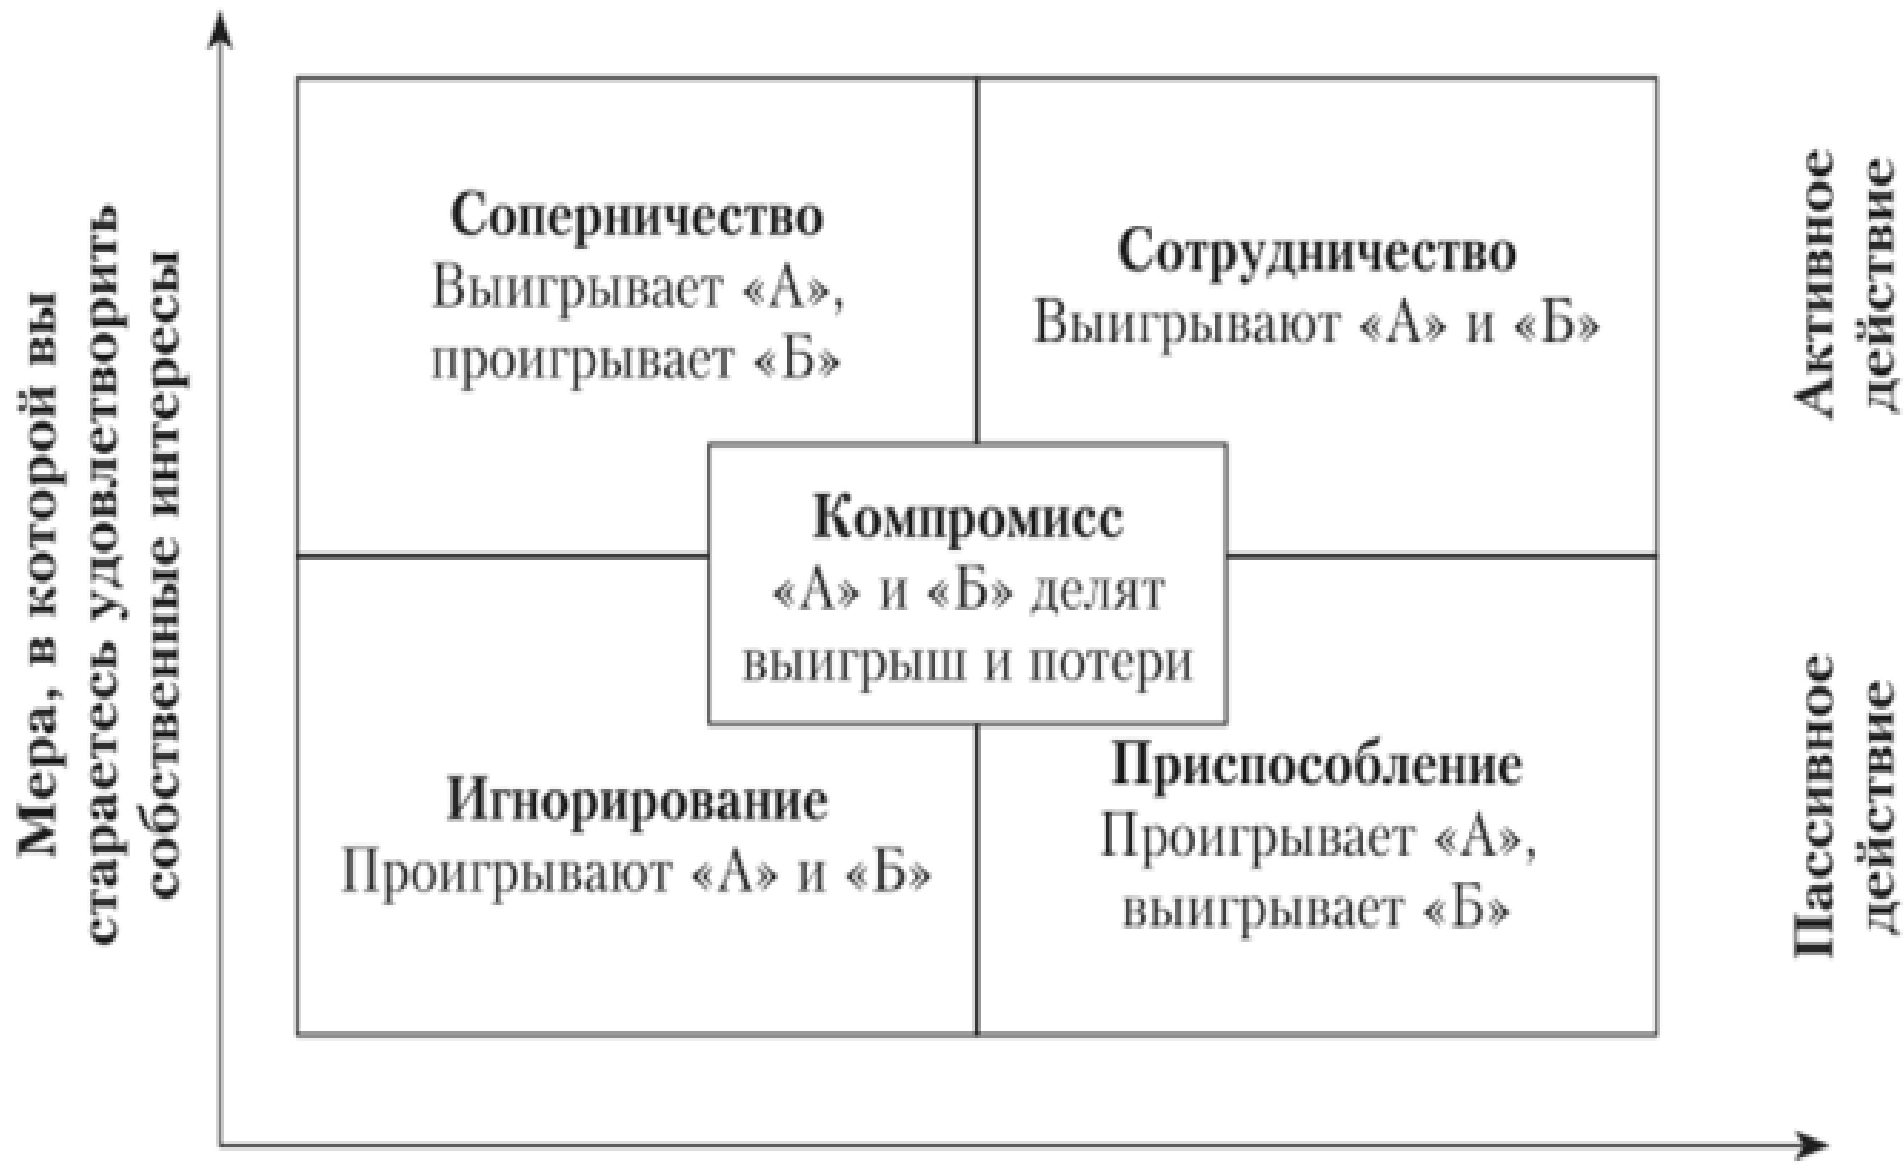 Мера, в которой вы
стараетесь удовлетворить
собственные интересы
Соперничество
Выигрывает «А»,
проигрывает «Б»
Сотрудничество
Выигрывают «А» и «Б»
Компромисс
«А» и «Б» делят
выигрыш и потери
Игнорирование
Проигрывают «А» и «Б»
Приспособление
Проигрывает «А»,
выигрывает «Б»
Активное
действие
Пассивное
действие